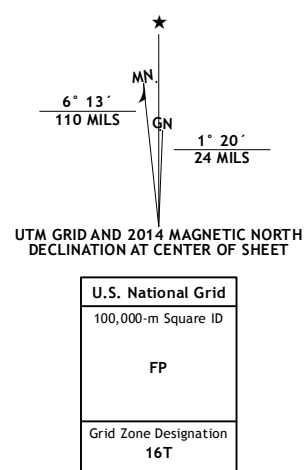 ★
MN.
GN
6° 13´
110 MILS
1° 20´
24 MILS
UTM GRID AND 2014 MAGNETIC NORTH
DECLINATION AT CENTER OF SHEET
U.S. National Grid
100,000-m Square ID
FP
Grid Zone Designation
16T